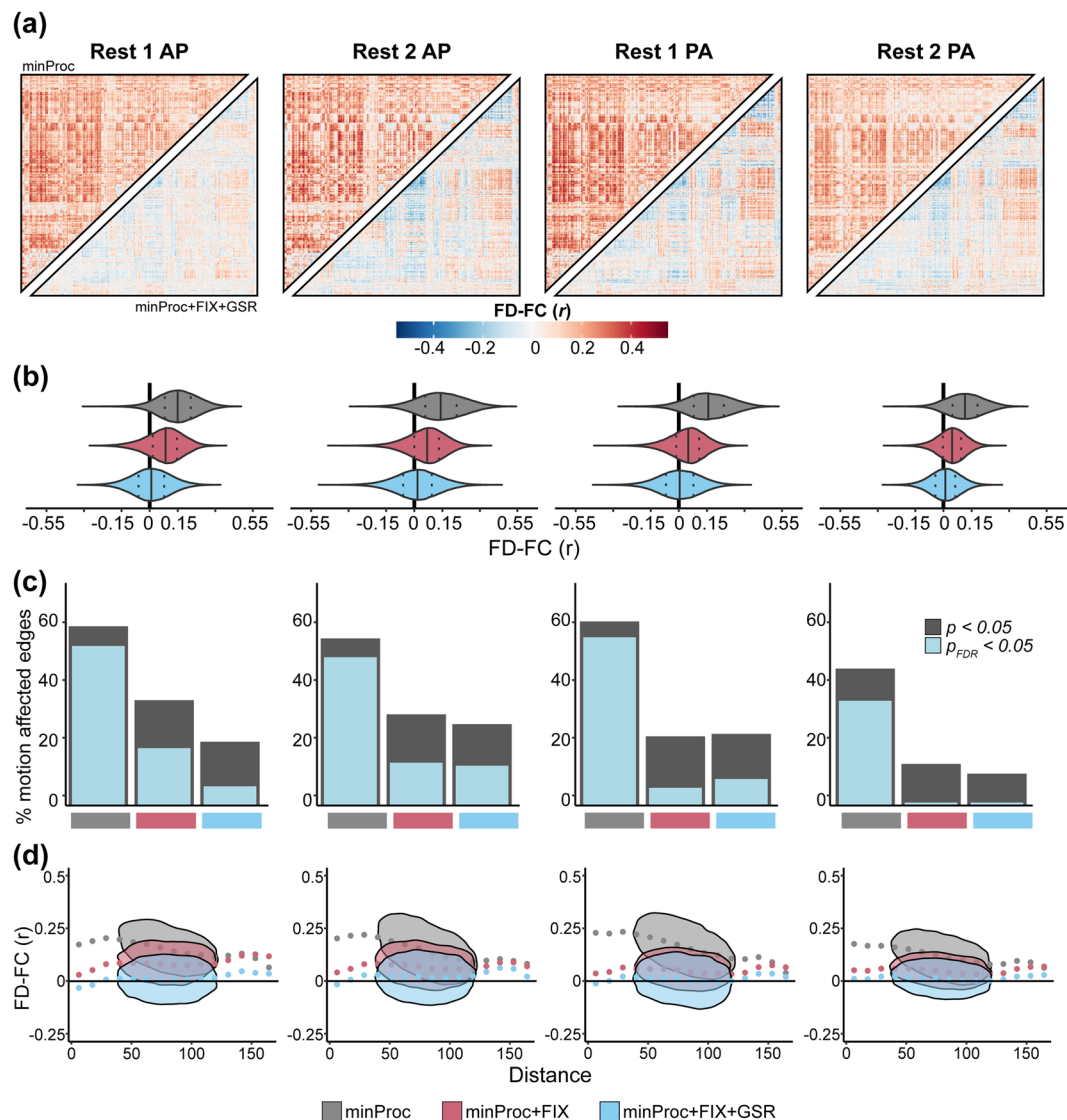 (a)
Rest 1 AP
Rest 2 AP
Rest 1 PA
Rest 2 PA
minProc
minProc+FIX+GSR
FD-FC (r)
-0.4 -0.2 0 0.2 0.4
(b)
-0.55 -0.15 0 0.15 0.55
-0.55 -0.15 0 0.15 0.55
-0.55 -0.15 0 0.15 0.55
-0.55 -0.15 0 0.15 0.55
FD-FC (r)
(c)
% motion affected edges
60
40
20
0
60
40
20
0
60
40
20
0
60
40
20
0
p < 0.05
pFDR < 0.05
(d)
FD-FC (r)
0.5
0.25
0
-0.25
0.5
0.25
0
-0.25
0.5
0.25
0
-0.25
0.5
0.25
0
-0.25
0 50 100 150
0 50 100 150
0 50 100 150
0 50 100 150
Distance
minProc
minProc+FIX
minProc+FIX+GSR